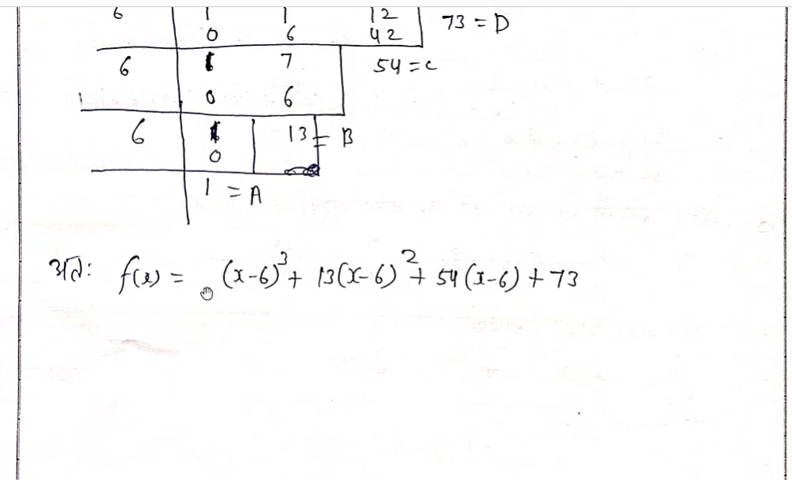 6 1 1 12 73 = D
0 6 42
6 1 7 54 = C
0 6
6 1 13 = B
0
1 = A
अतः f(x) = (x-6)³ + 13(x-6)² + 54(x-6) + 73